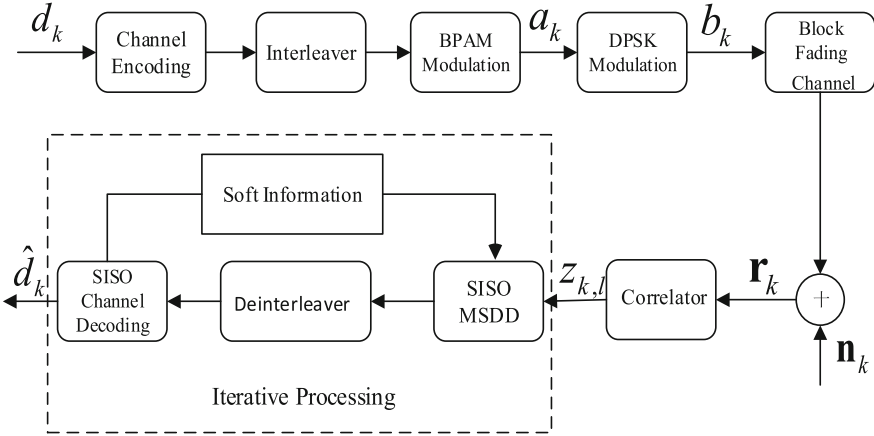 d_k
Channel
Encoding
Interleaver
BPAM
Modulation
a_k
DPSK
Modulation
b_k
Block
Fading
Channel
Soft Information
d̂_k
SISO
Channel
Decoding
Deinterleaver
SISO
MSDD
z_{k,l}
Correlator
r_k
+
n_k
Iterative Processing